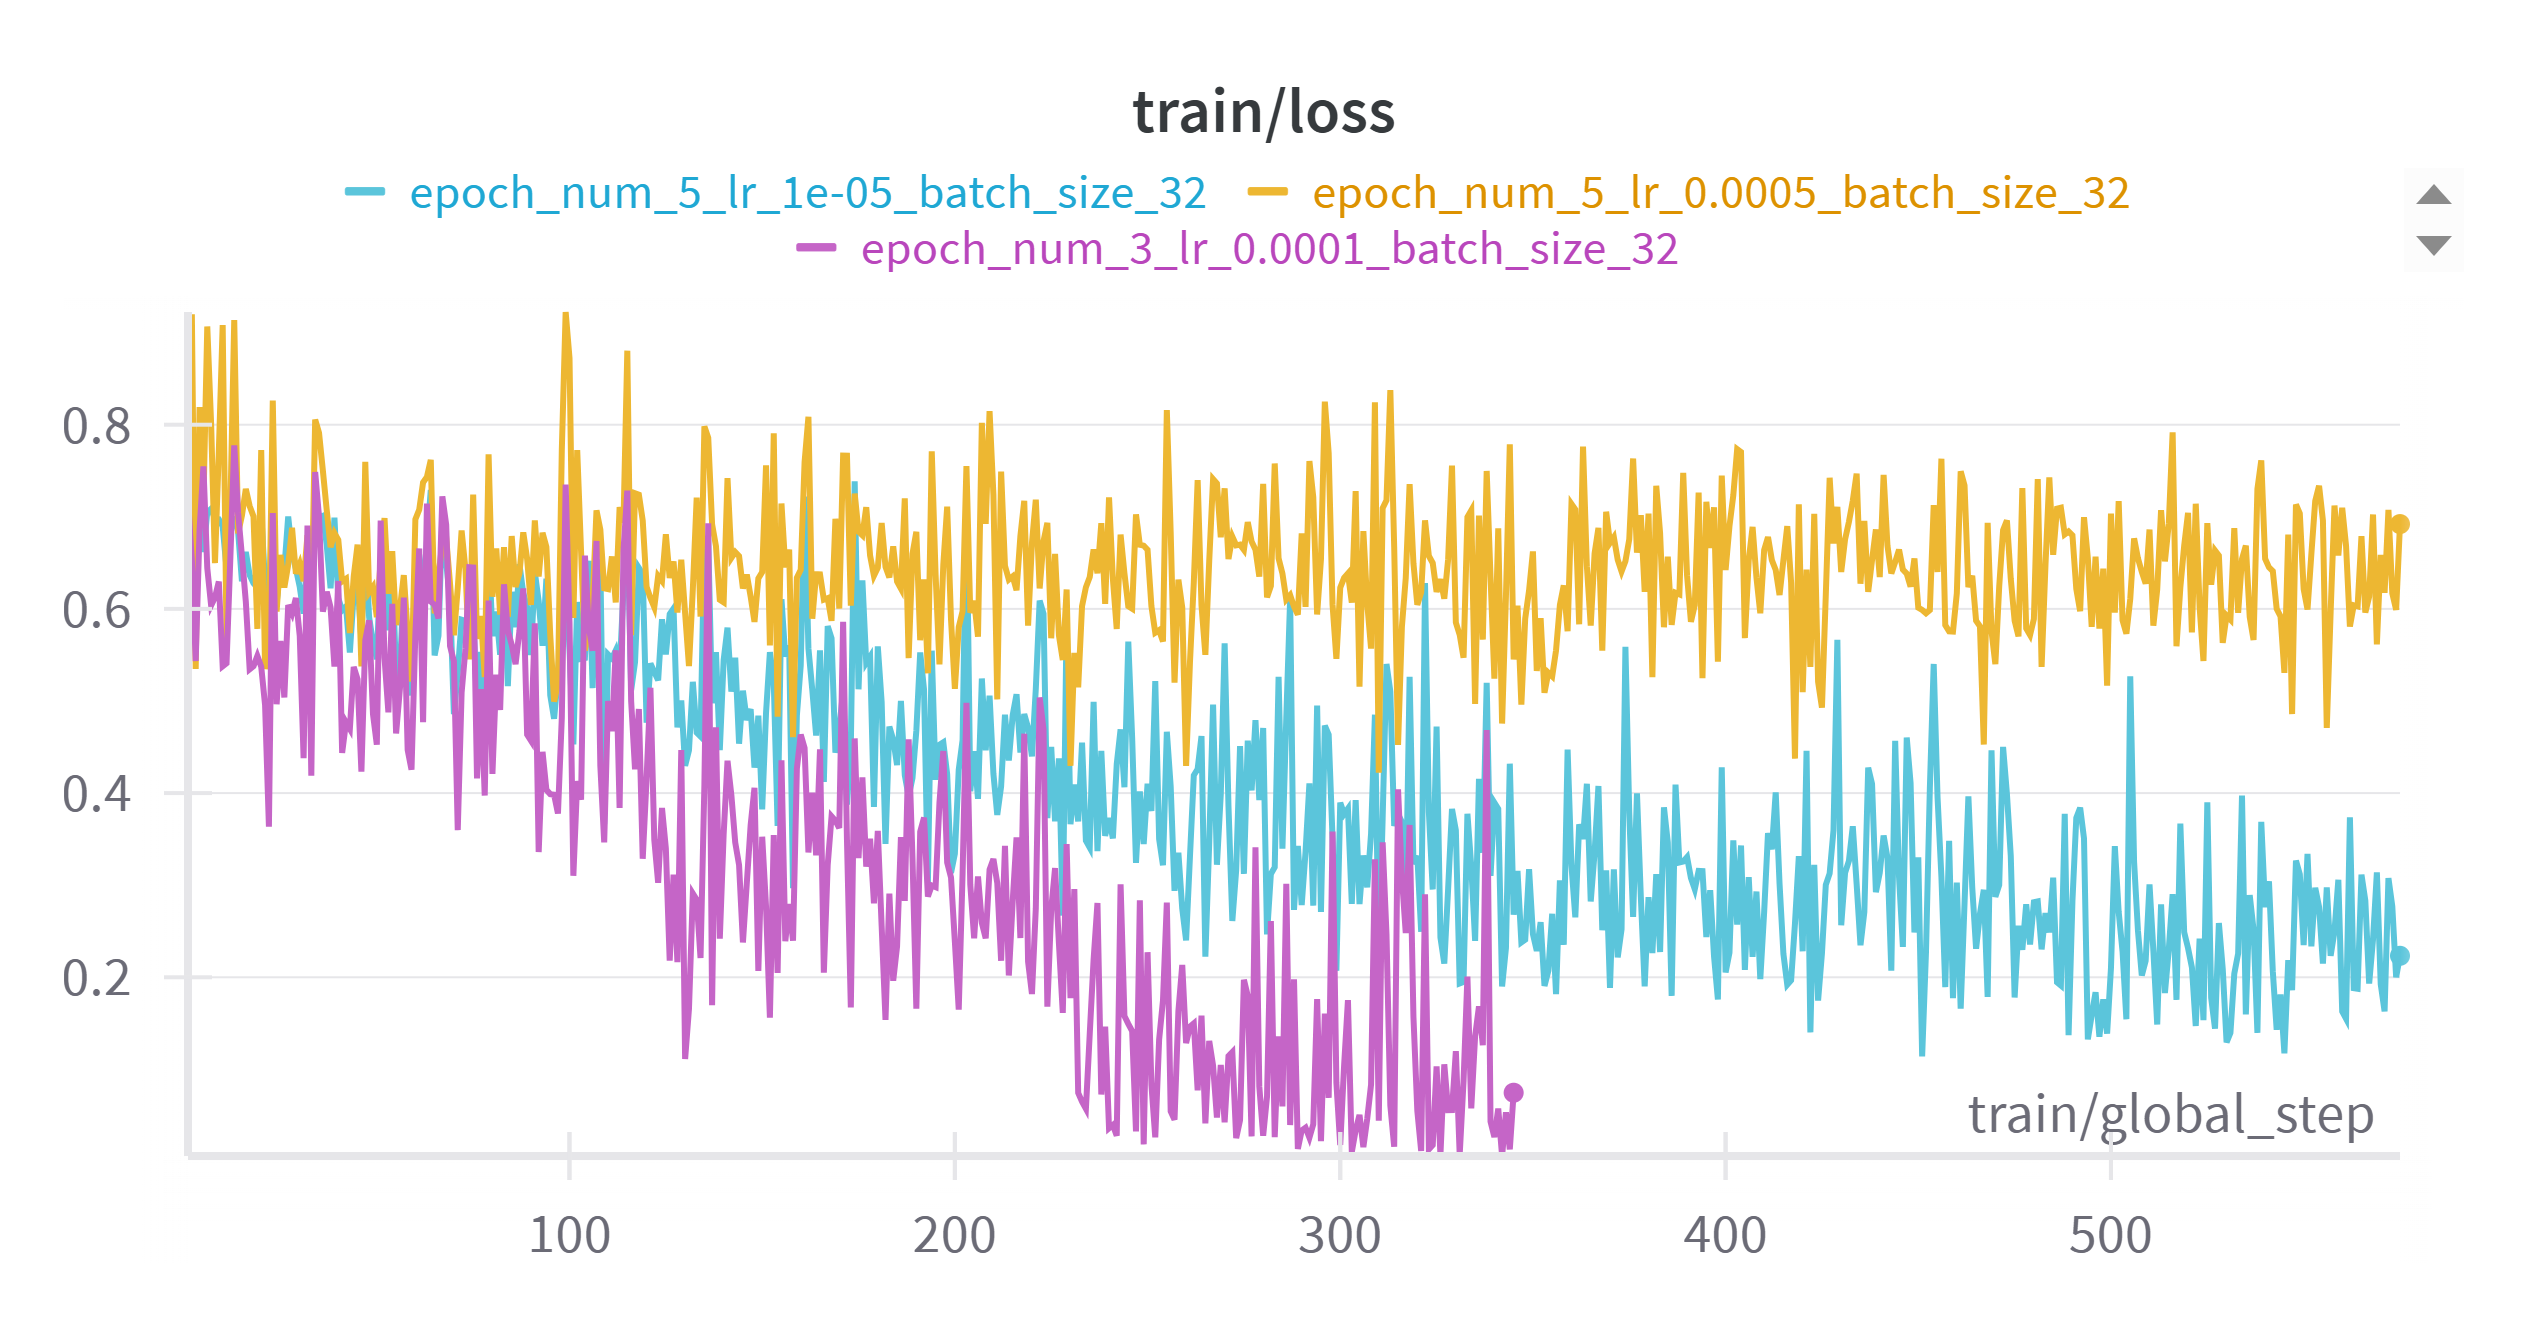 train/loss
epoch_num_5_lr_1e-05_batch_size_32 epoch_num_5_lr_0.0005_batch_size_32
epoch_num_3_lr_0.0001_batch_size_32
0.8
0.6
0.4
0.2
train/global_step
100 200 300 400 500